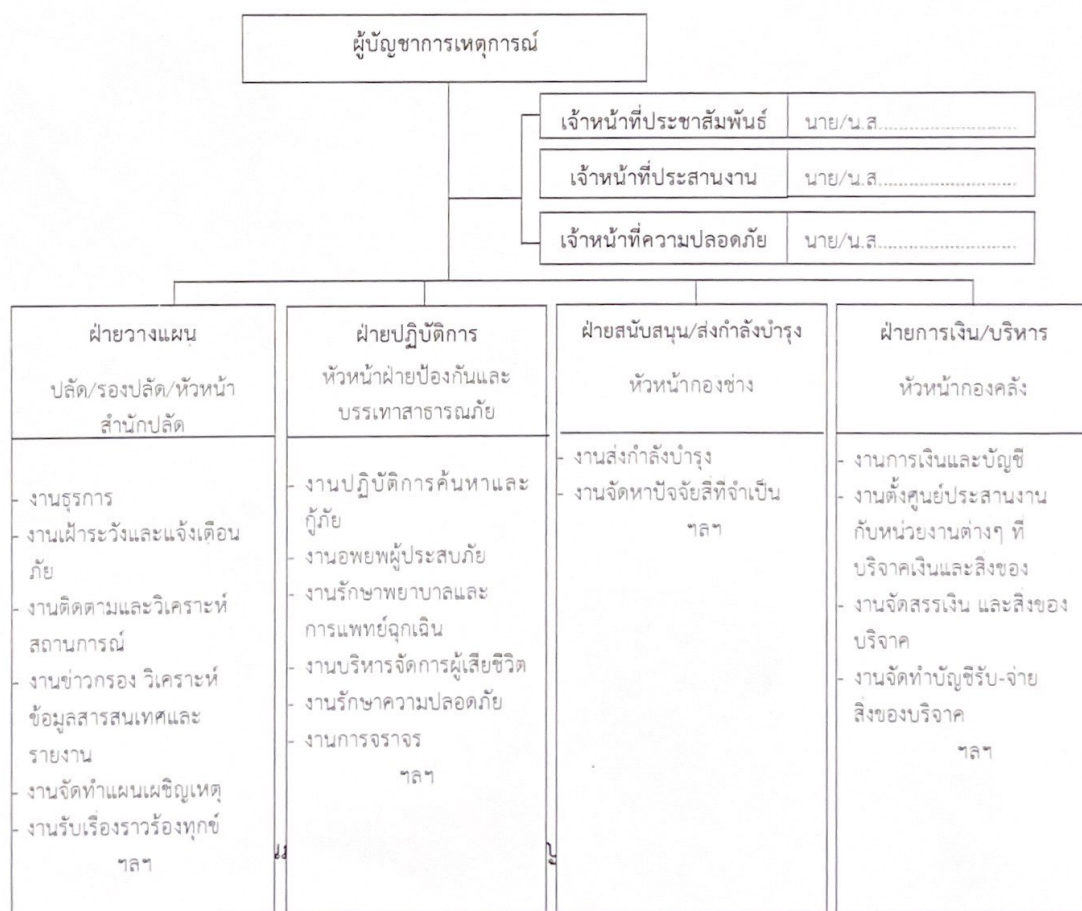 ผู้บัญชาการเหตุการณ์
เจ้าหน้าที่ประชาสัมพันธ์ นาย/น.ส...........................
เจ้าหน้าที่ประสานงาน นาย/น.ส...........................
เจ้าหน้าที่ความปลอดภัย นาย/น.ส...........................
ฝ่ายวางแผน
ปลัด/รองปลัด/หัวหน้า
สำนักปลัด
- งานธุรการ
- งานเฝ้าระวังและแจ้งเตือน
ภัย
- งานติดตามและวิเคราะห์
สถานการณ์
- งานข่าวกรอง วิเคราะห์
ข้อมูลสารสนเทศและ
รายงาน
- งานจัดทำแผนเผชิญเหตุ
- งานรับเรื่องราวร้องทุกข์
ฯลฯ
ฝ่ายปฏิบัติการ
หัวหน้าฝ่ายป้องกันและ
บรรเทาสาธารณภัย
- งานปฏิบัติการค้นหาและ
กู้ภัย
- งานอพยพผู้ประสบภัย
- งานรักษาพยาบาลและ
การแพทย์ฉุกเฉิน
- งานบริหารจัดการผู้เสียชีวิต
- งานรักษาความปลอดภัย
- งานการจราจร
ฯลฯ
ฝ่ายสนับสนุน/ส่งกำลังบำรุง
หัวหน้ากองช่าง
- งานส่งกำลังบำรุง
- งานจัดหาปัจจัยสี่ที่จำเป็น
ฯลฯ
ฝ่ายการเงิน/บริหาร
หัวหน้ากองคลัง
- งานการเงินและบัญชี
- งานตั้งศูนย์ประสานงาน
กับหน่วยงานต่างๆ ที่
บริจาคเงินและสิ่งของ
- งานจัดสรรเงิน และสิ่งของ
บริจาค
- งานจัดทำบัญชีรับ-จ่าย
สิ่งของบริจาค
ฯลฯ